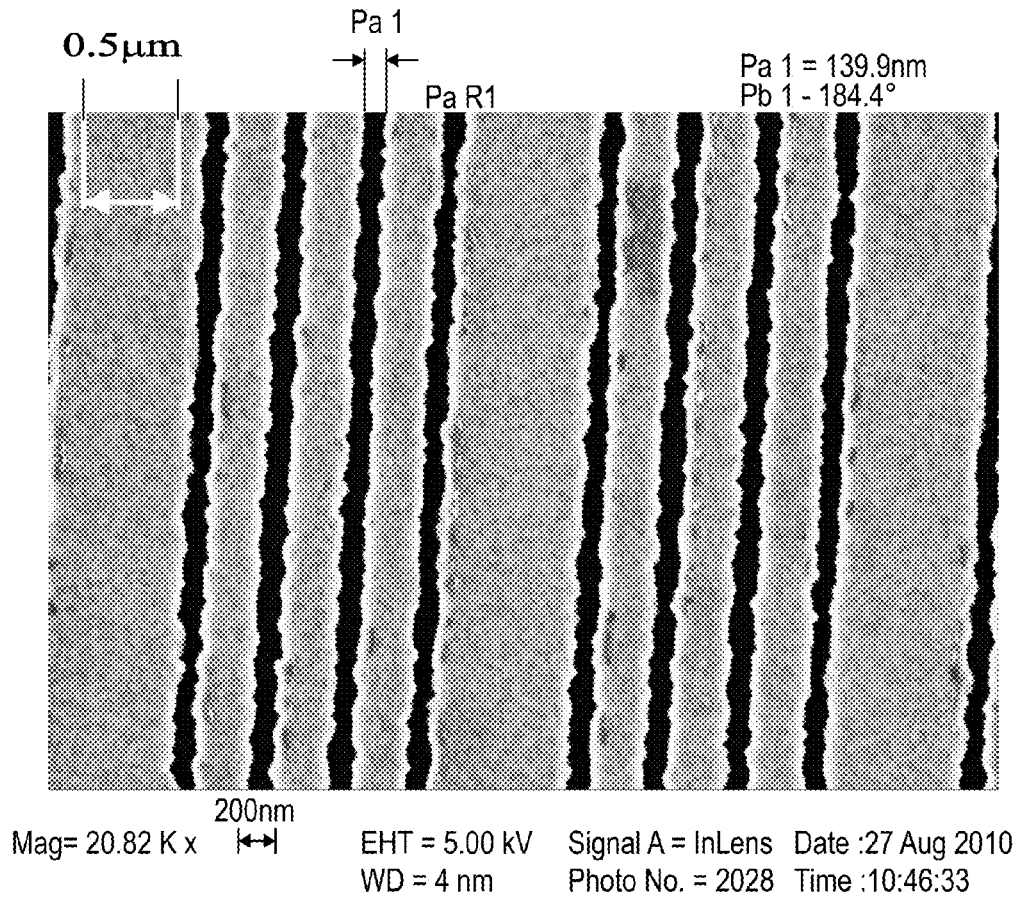 Pa 1
0.5µm
Pa R1
Pa 1 = 139.9nm
Pb 1 - 184.4°
200nm
Mag= 20.82 K x
EHT = 5.00 kV
Signal A = InLens
Date :27 Aug 2010
WD = 4 nm
Photo No. = 2028
Time :10:46:33